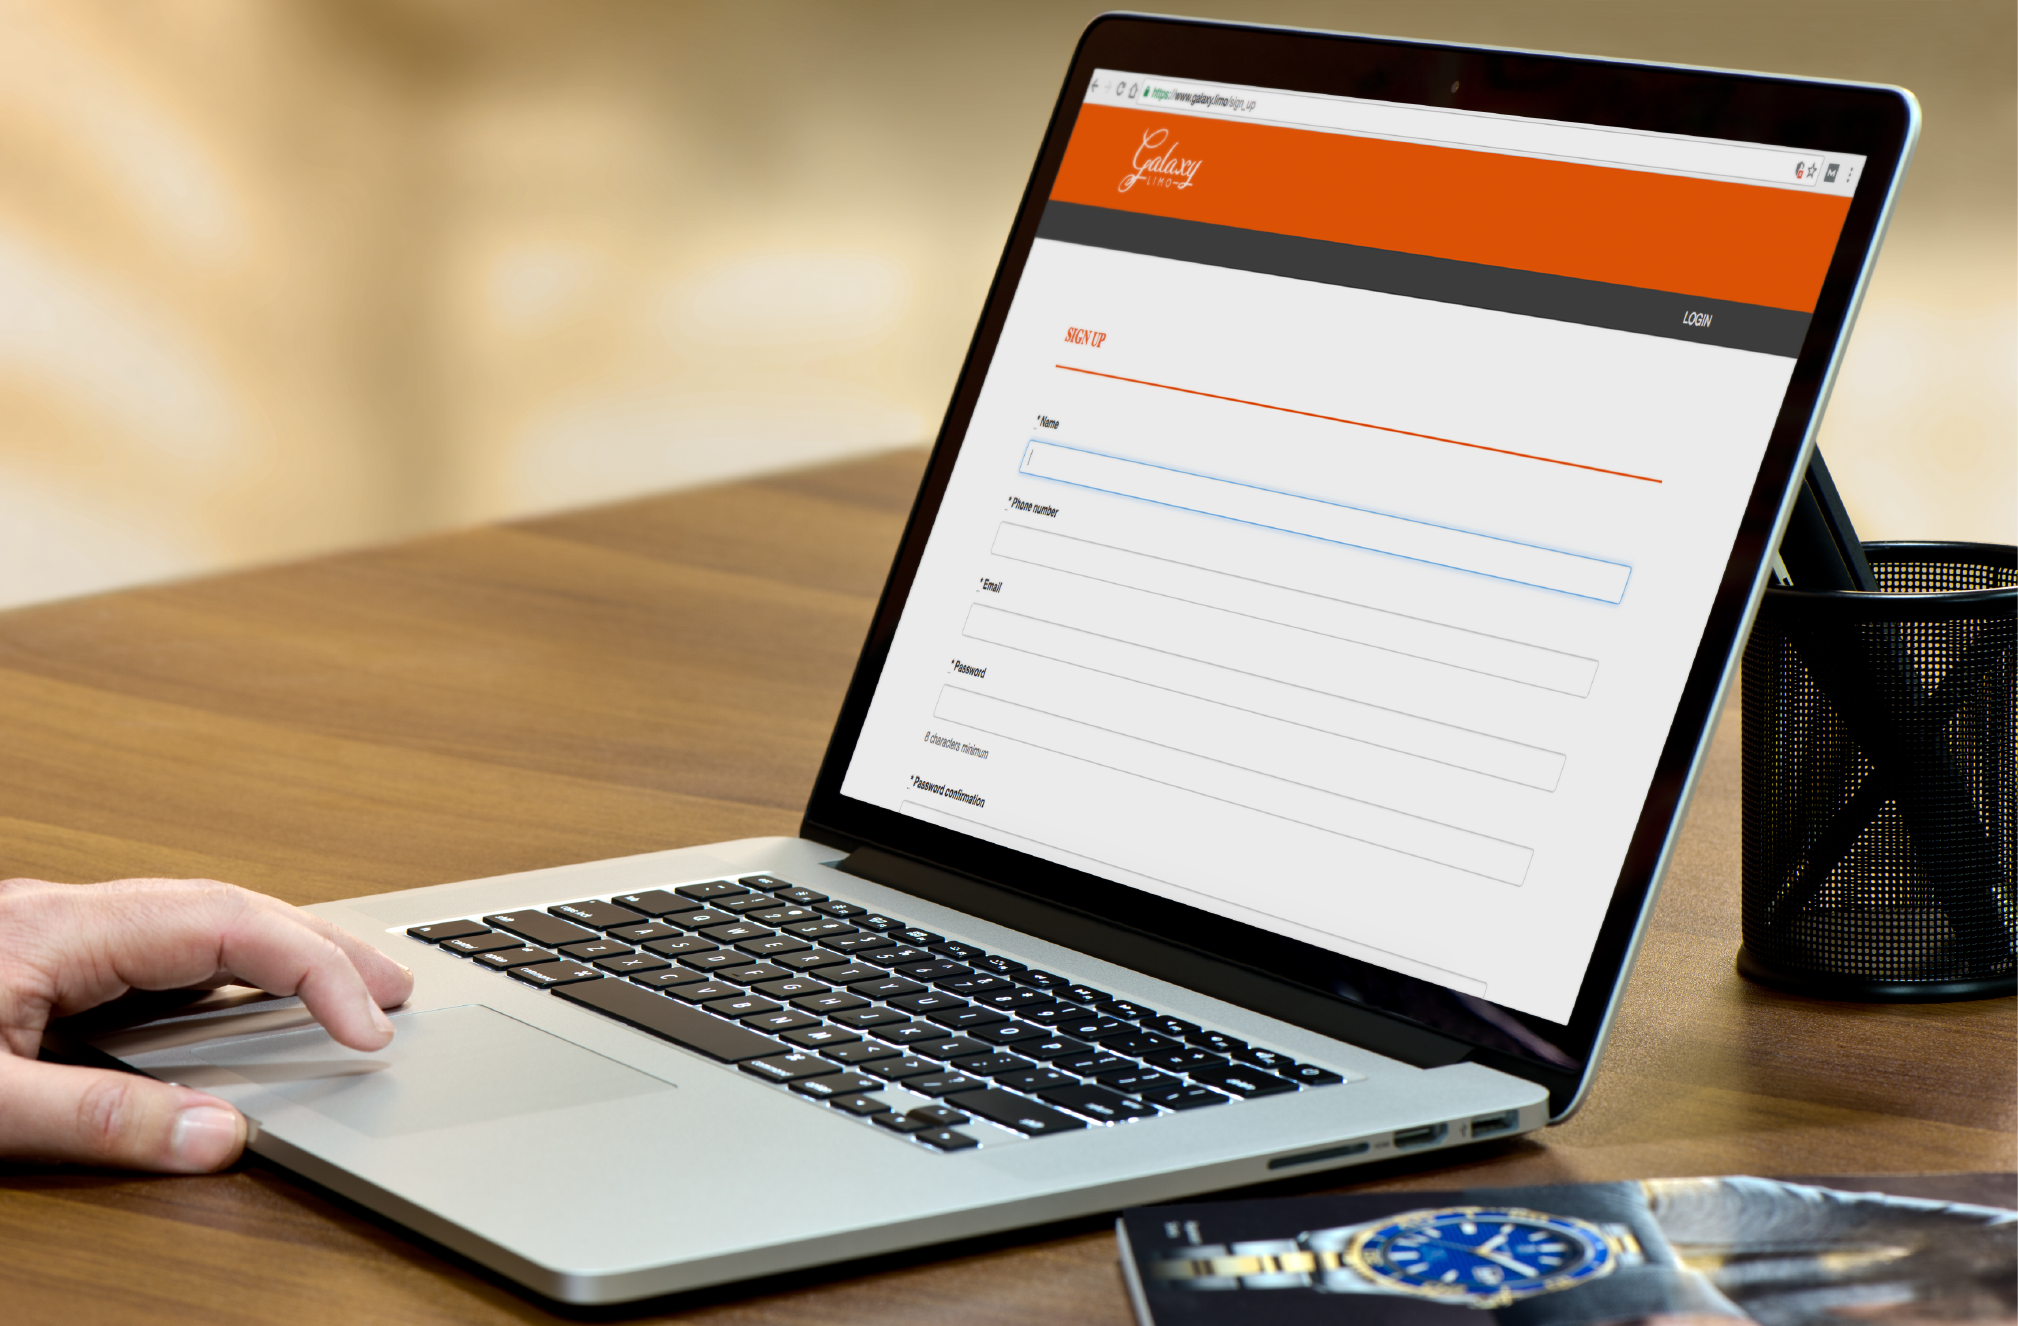 https://www.galaxy.limo/sign_up
Galaxy
LIMO
LOGIN
SIGN UP
* Name
* Phone number
* Email
* Password
8 characters minimum
* Password confirmation